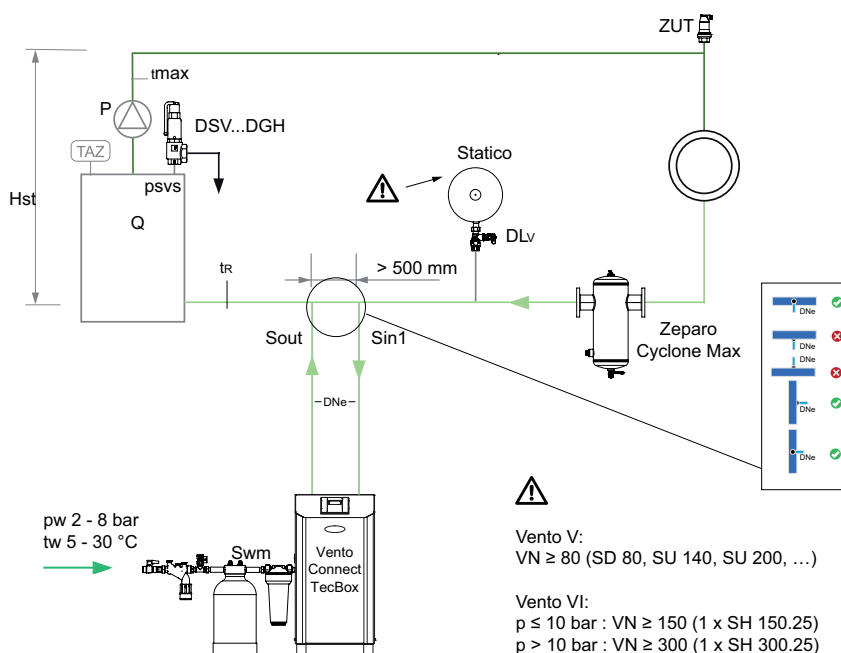 ZUT
tmax
P
DSV...DGH
TAZ
Statico
psvs
Hst
Q
DLv
tR
> 500 mm
DNe
DNe
Zeparo
Cyclone Max
DNe
Sout
Sin1
DNe
DNe
DNe
pw 2 - 8 bar
tw 5 - 30 °C
Swm
Vento
Connect
TecBox
Vento V:
VN ≥ 80 (SD 80, SU 140, SU 200, …)
Vento VI:
p ≤ 10 bar : VN ≥ 150 (1 x SH 150.25)
p > 10 bar : VN ≥ 300 (1 x SH 300.25)